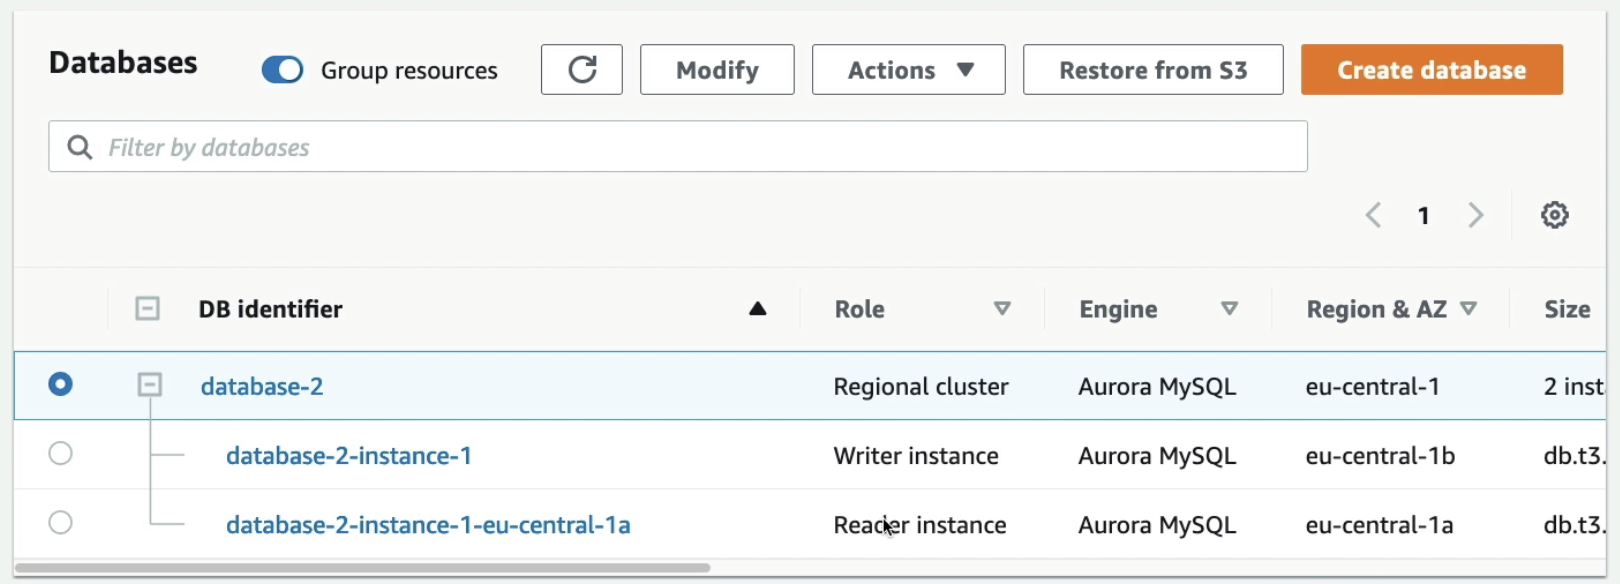 Databases Group resources Modify Actions Restore from S3 Create database
Filter by databases
1
DB identifier Role Engine Region & AZ Size
database-2 Regional cluster Aurora MySQL eu-central-1 2 inst
database-2-instance-1 Writer instance Aurora MySQL eu-central-1b db.t3.
database-2-instance-1-eu-central-1a Reader instance Aurora MySQL eu-central-1a db.t3.